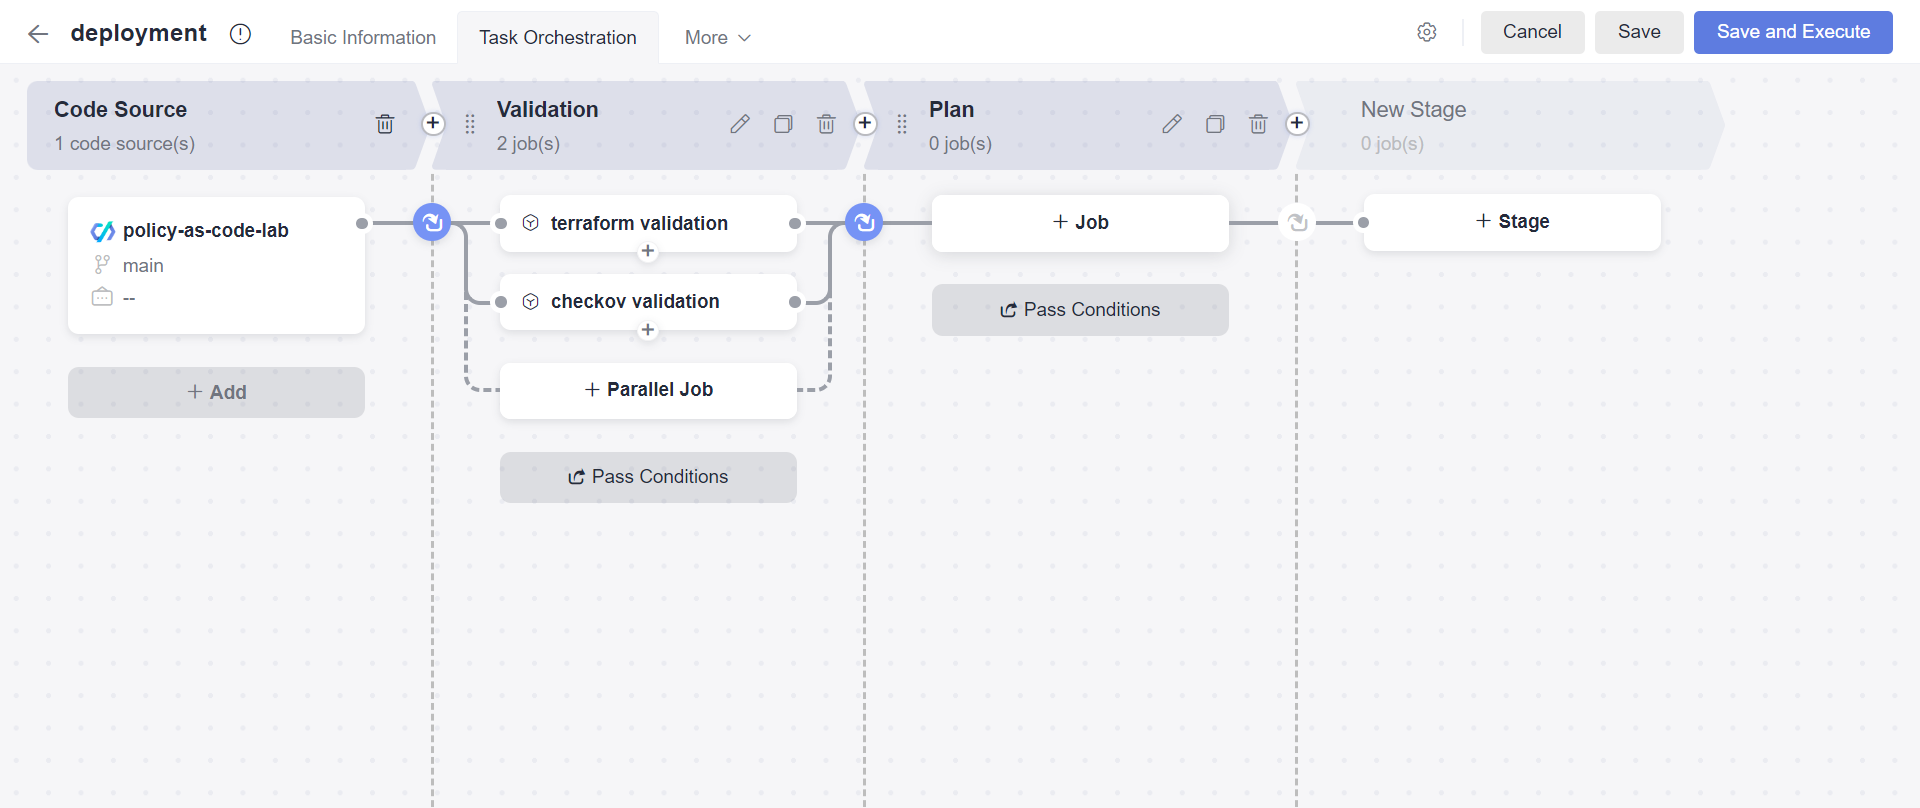 deployment
Basic Information
Task Orchestration
More
Cancel
Save
Save and Execute
Code Source
1 code source(s)
Validation
2 job(s)
Plan
0 job(s)
New Stage
0 job(s)
policy-as-code-lab
main
--
+ Add
terraform validation
+
checkov validation
+
+ Parallel Job
Pass Conditions
+ Job
Pass Conditions
+ Stage